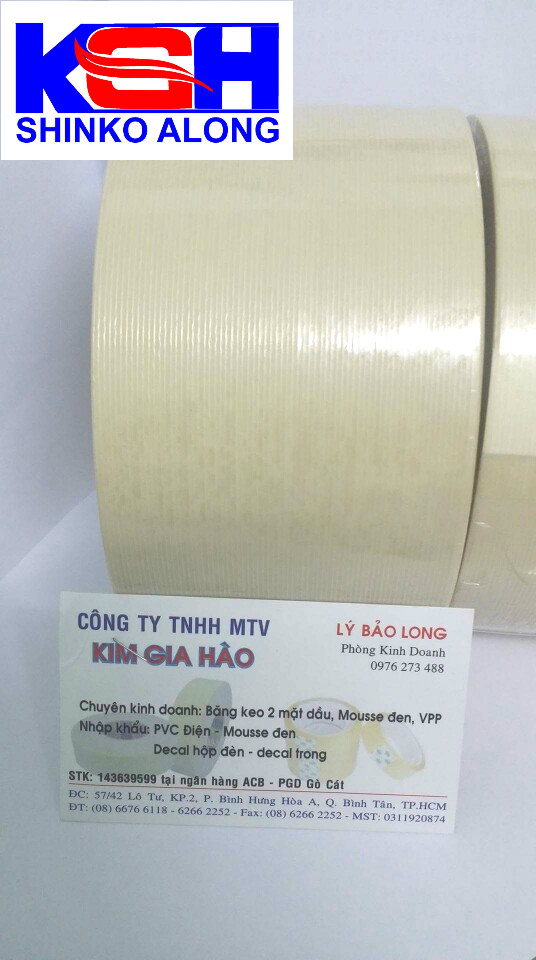 KGH
SHINKO ALONG
CÔNG TY TNHH MTV
KIM GIA HÂO
LÝ BẢO LONG
Phòng Kinh Doanh
0976 273 488
Chuyên kinh doanh: Băng keo 2 mặt dầu, Mousse đen, VPP
Nhập khẩu: PVC Điện - Mousse đen
Decal hộp đèn - decal trong
STK: 143639599 tại ngân hàng ACB - PGD Gò Cát
ĐC: 57/42 Lô Tư, KP.2, P. Bình Hưng Hòa A, Q. Bình Tân, TP.HCM
ĐT: (08) 6676 6118 - 6266 2252 - Fax: (08) 6266 2252 - MST: 0311920874